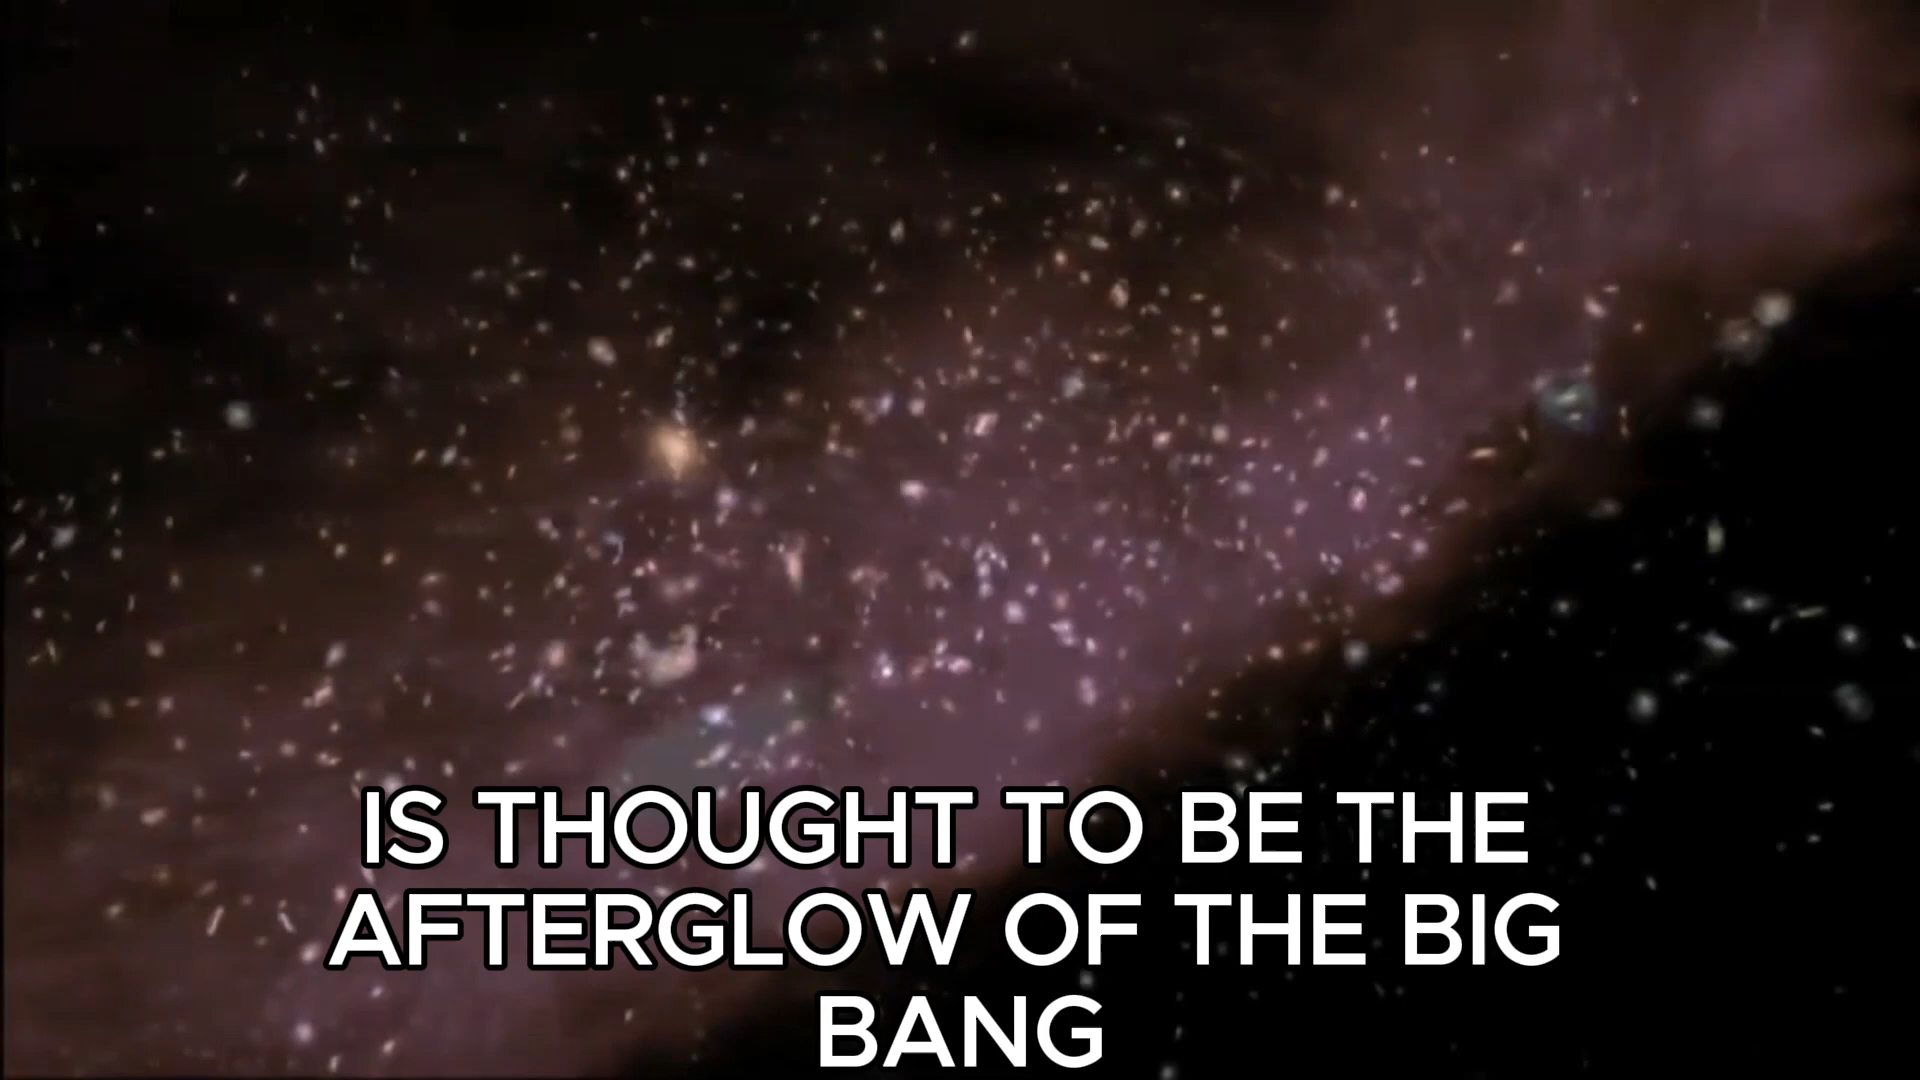 IS THOUGHT TO BE THE
AFTERGLOW OF THE BIG
BANG